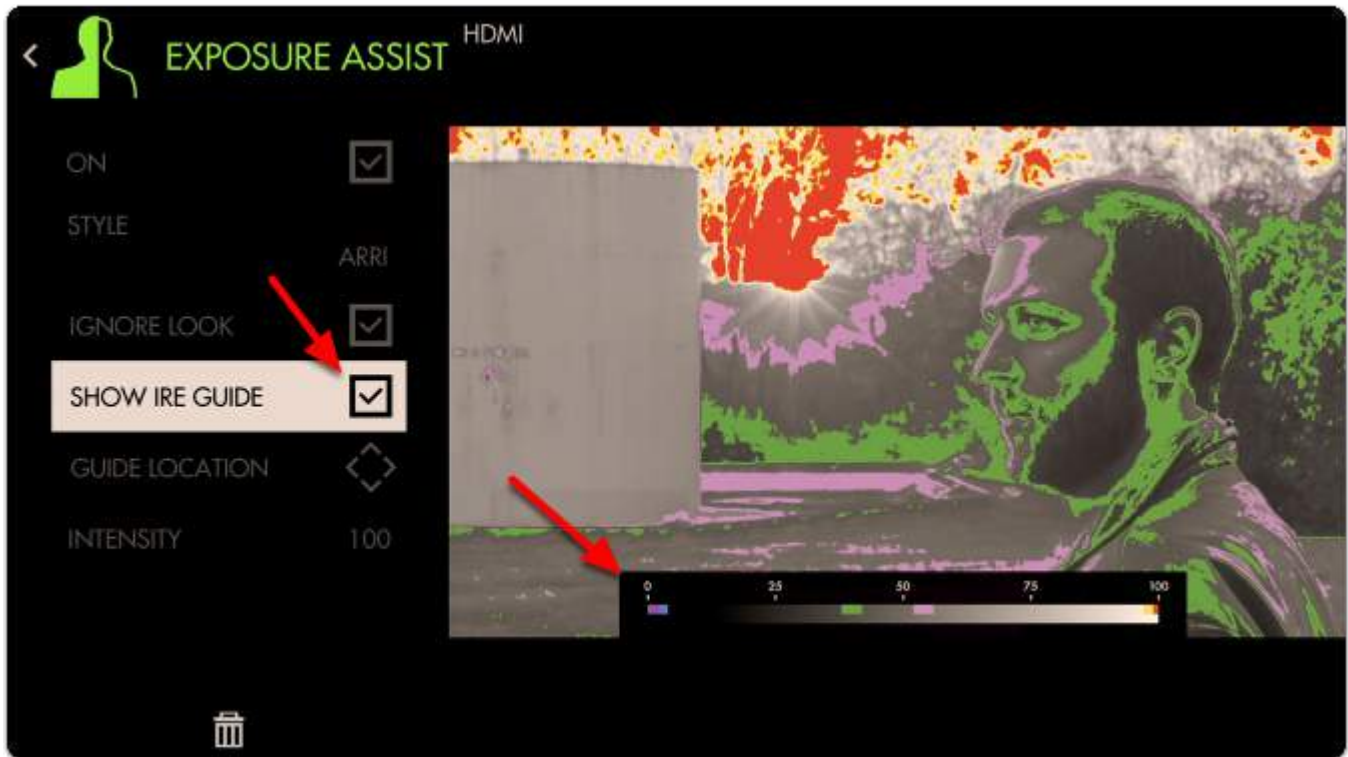 EXPOSURE ASSIST
HDMI
ON
STYLE
ARRI
IGNORE LOOK
SHOW IRE GUIDE
GUIDE LOCATION
INTENSITY 100
0 25 50 75 100